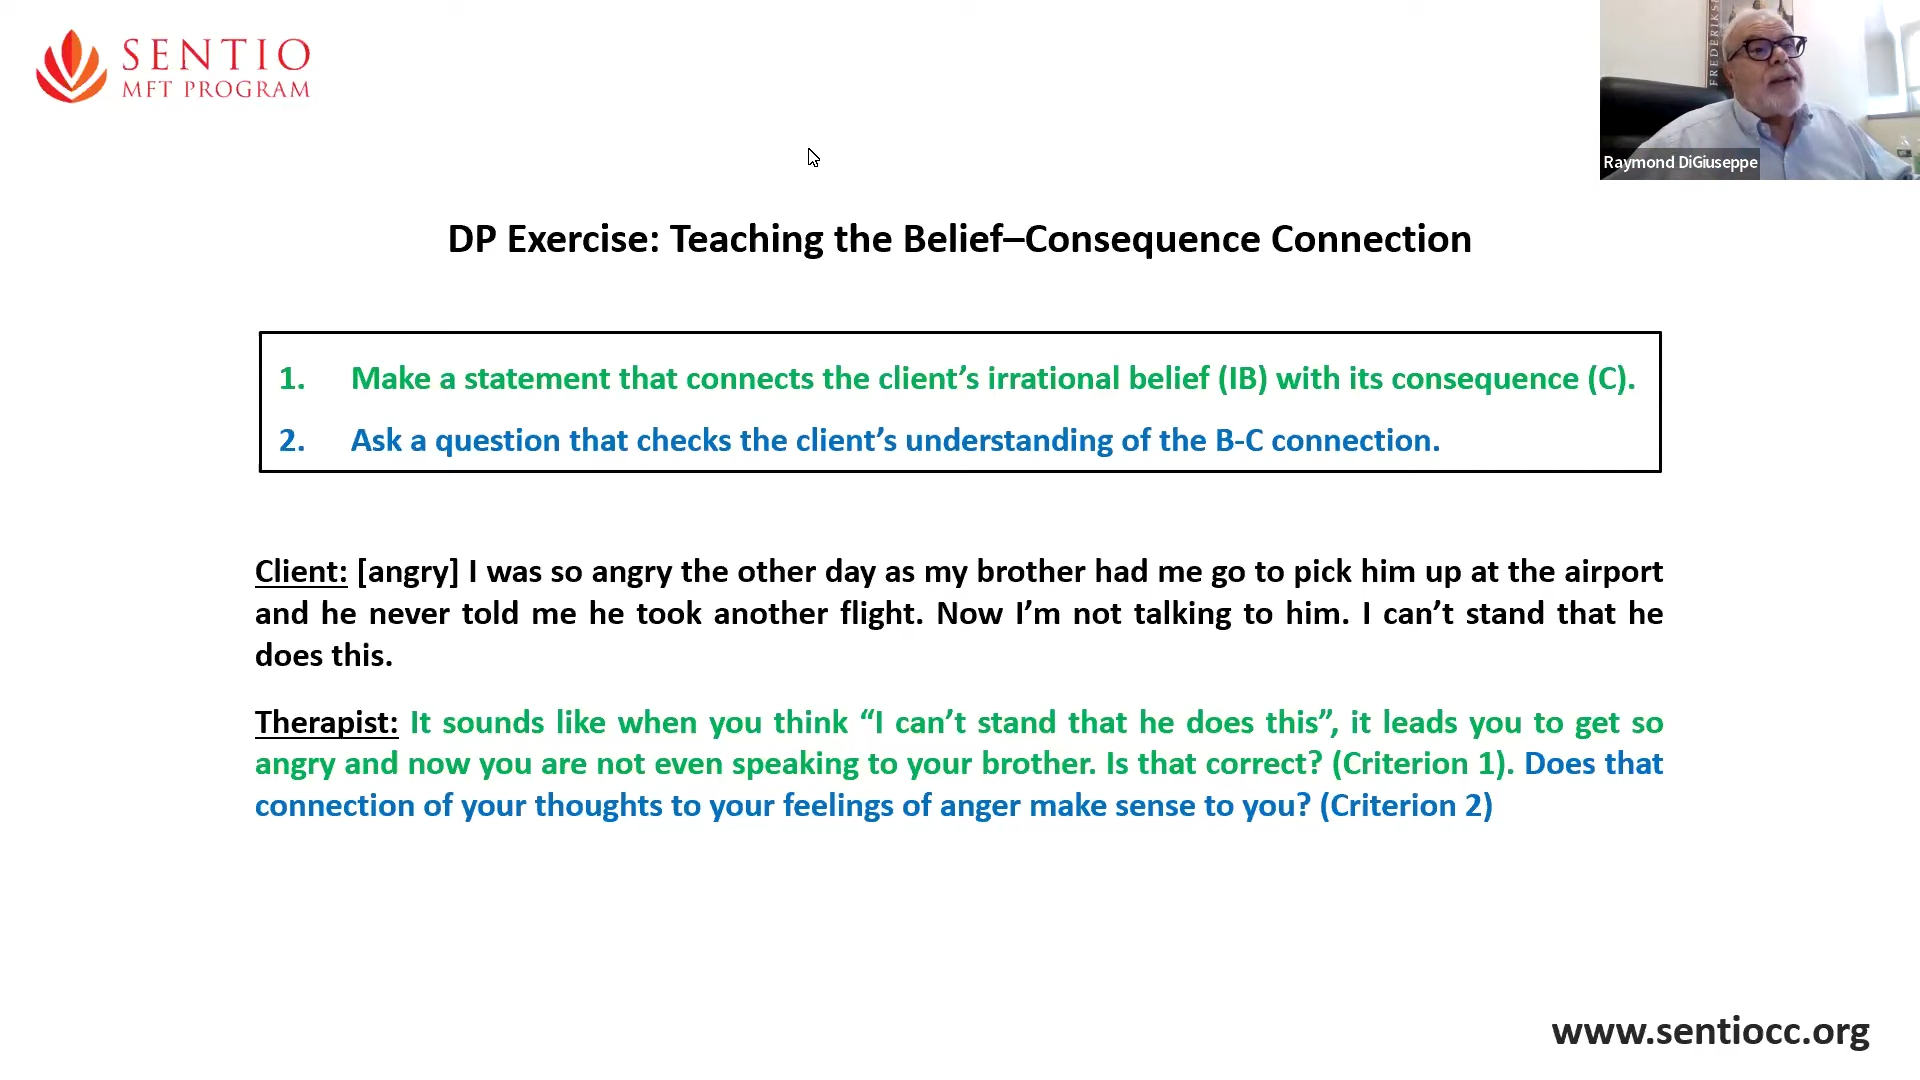 SENTIO
MFT PROGRAM
FREDERIKS
Raymond DiGiuseppe
DP Exercise: Teaching the Belief–Consequence Connection
1. Make a statement that connects the client’s irrational belief (IB) with its consequence (C).
2. Ask a question that checks the client’s understanding of the B-C connection.
Client: [angry] I was so angry the other day as my brother had me go to pick him up at the airport
and he never told me he took another flight. Now I’m not talking to him. I can’t stand that he
does this.
Therapist: It sounds like when you think “I can’t stand that he does this”, it leads you to get so
angry and now you are not even speaking to your brother. Is that correct? (Criterion 1). Does that
connection of your thoughts to your feelings of anger make sense to you? (Criterion 2)
www.sentiocc.org